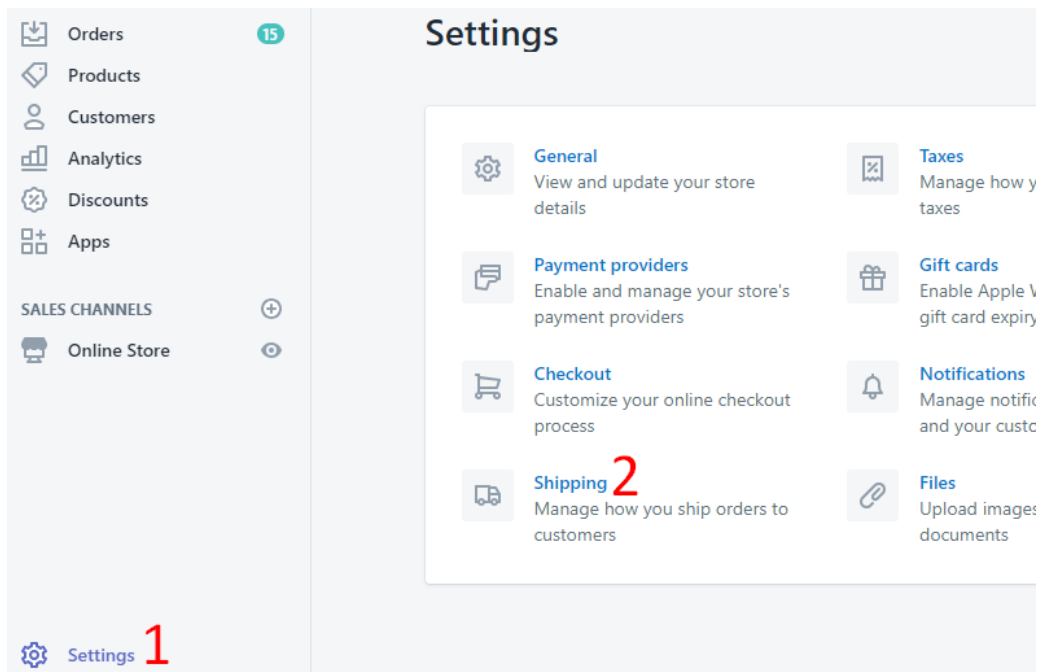 Orders 15
Products
Customers
Analytics
Discounts
Apps
SALES CHANNELS
Online Store
Settings 1
Settings
General
View and update your store
details
Payment providers
Enable and manage your store's
payment providers
Checkout
Customize your online checkout
process
Shipping 2
Manage how you ship orders to
customers
Taxes
Manage how
taxes
Gift cards
Enable Apple
gift card expiry
Notifications
Manage
and your
Files
Upload images
documents